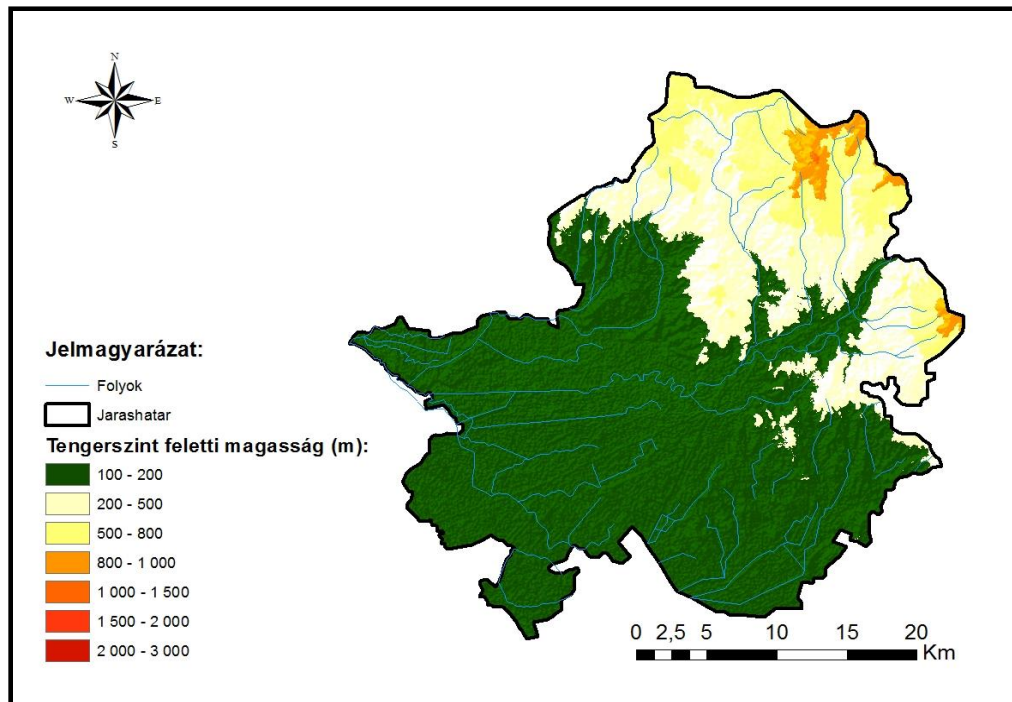 N
W
E
S
Jelmagyarázat:
Folyok
Jarashatar
Tengerszint feletti magasság (m):
100 - 200
200 - 500
500 - 800
800 - 1 000
1 000 - 1 500
1 500 - 2 000
2 000 - 3 000
0 2,5 5 10 15 20
Km